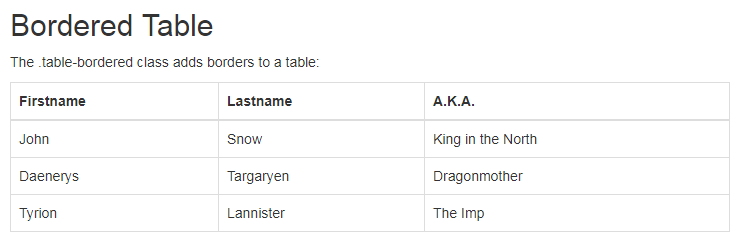 Bordered Table
The .table-bordered class adds borders to a table:
Firstname Lastname A.K.A.
John Snow King in the North
Daenerys Targaryen Dragonmother
Tyrion Lannister The Imp